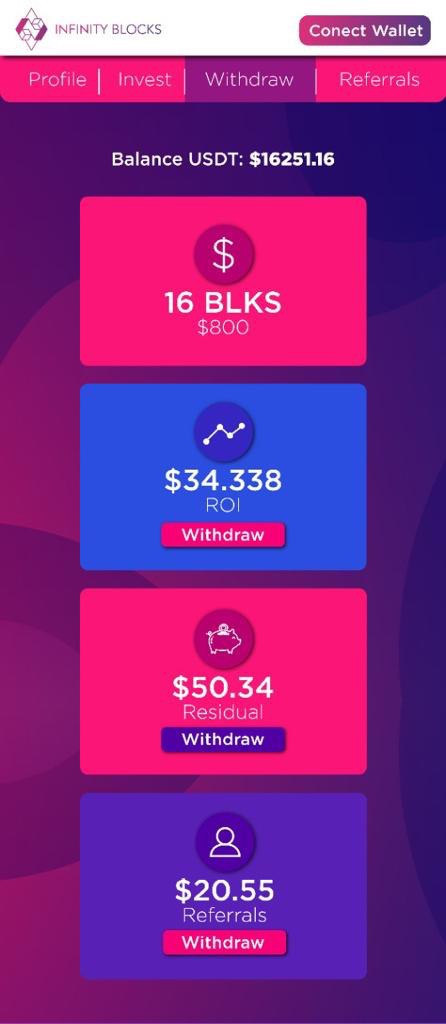 INFINITY BLOCKS
Conect Wallet
Profile
Invest
Withdraw
Referrals
Balance USDT: $16251.16
$
16 BLKS
$800
$34.338
ROI
Withdraw
$50.34
Residual
Withdraw
$20.55
Referrals
Withdraw